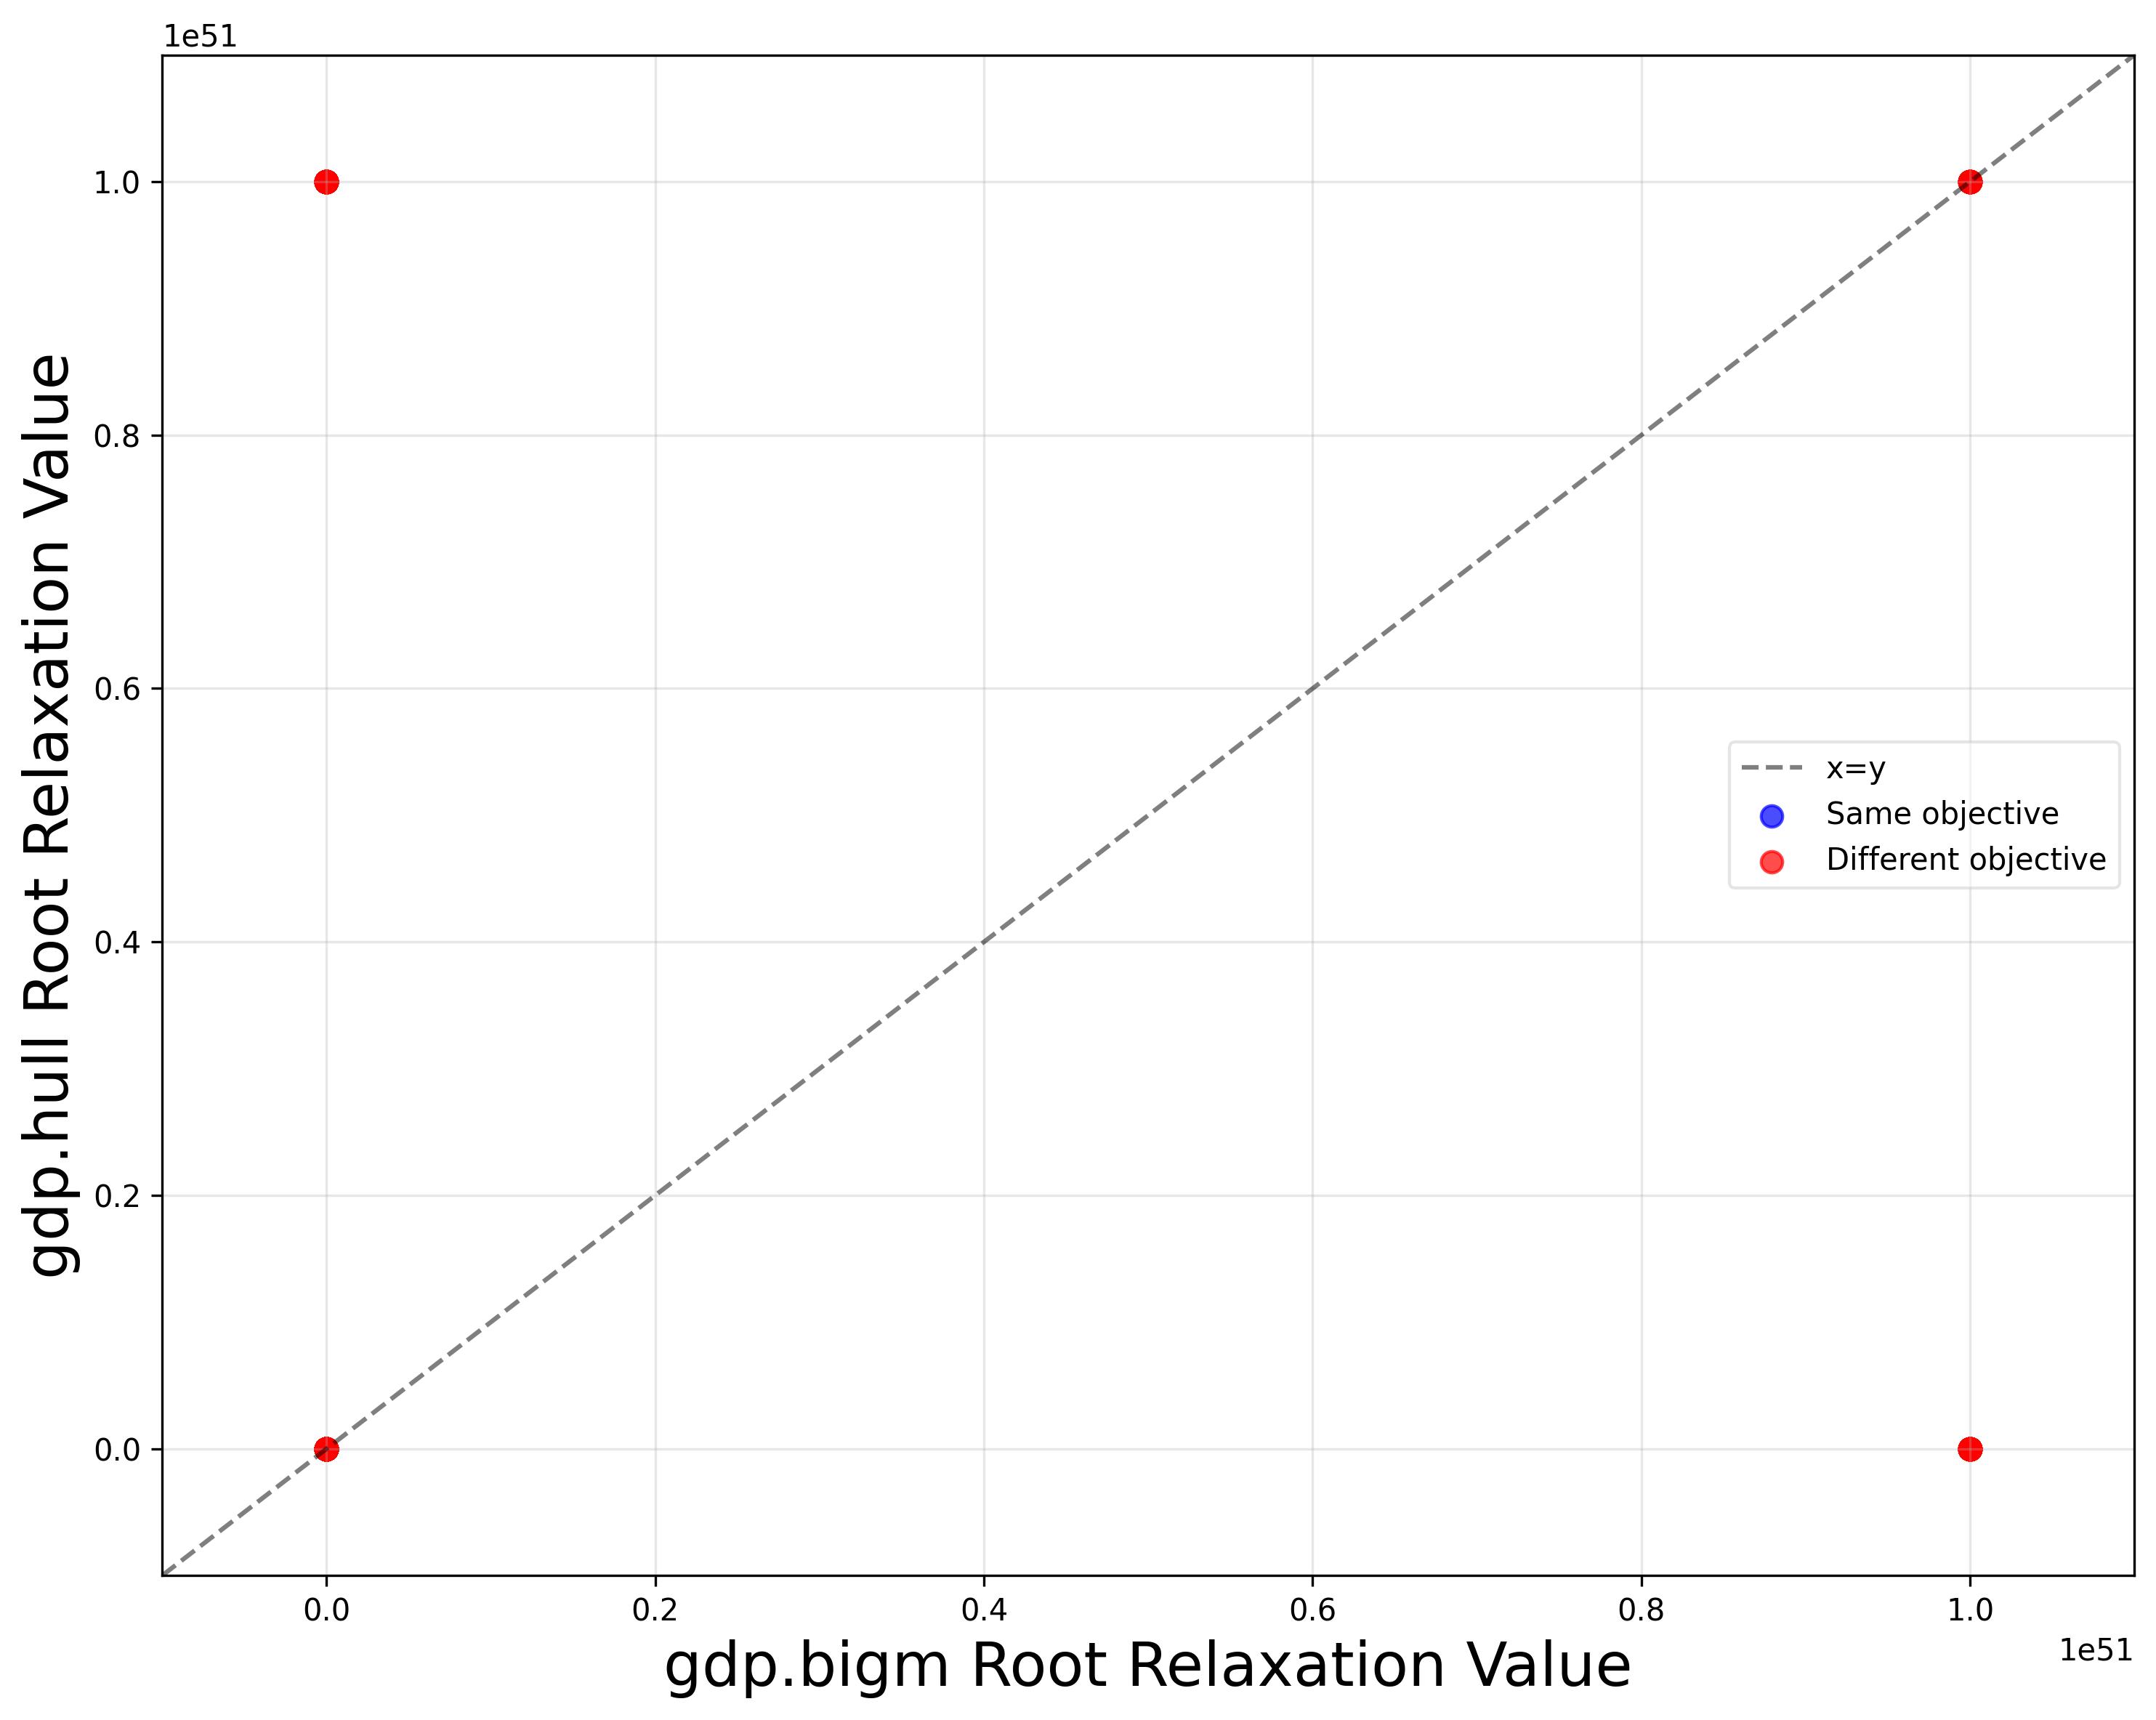 1e51
1.0
0.8
0.6
0.4
0.2
0.0
gdp.hull Root Relaxation Value
x=y
Same objective
Different objective
0.0 0.2 0.4 0.6 0.8 1.0
1e51
gdp.bigm Root Relaxation Value